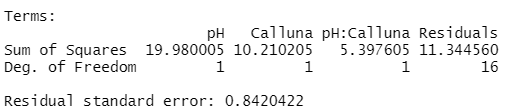 Terms:
pH Calluna pH:Calluna Residuals
Sum of Squares 19.980005 10.210205 5.397605 11.344560
Deg. of Freedom 1 1 1 16
Residual standard error: 0.8420422